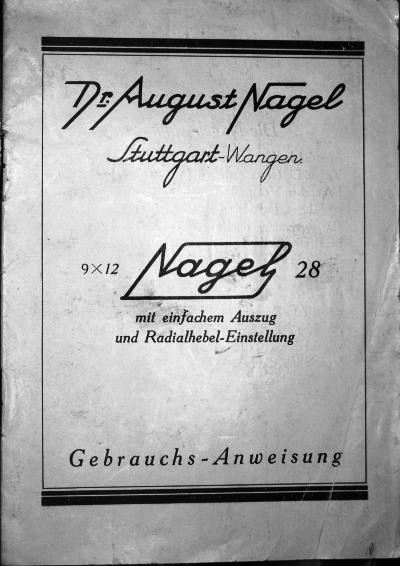 Dr. August Nagel
Stuttgart-Wangen.
9×12 Nagel 28
mit einfachem Auszug
und Radialhebel-Einstellung
Gebrauchs-Anweisung